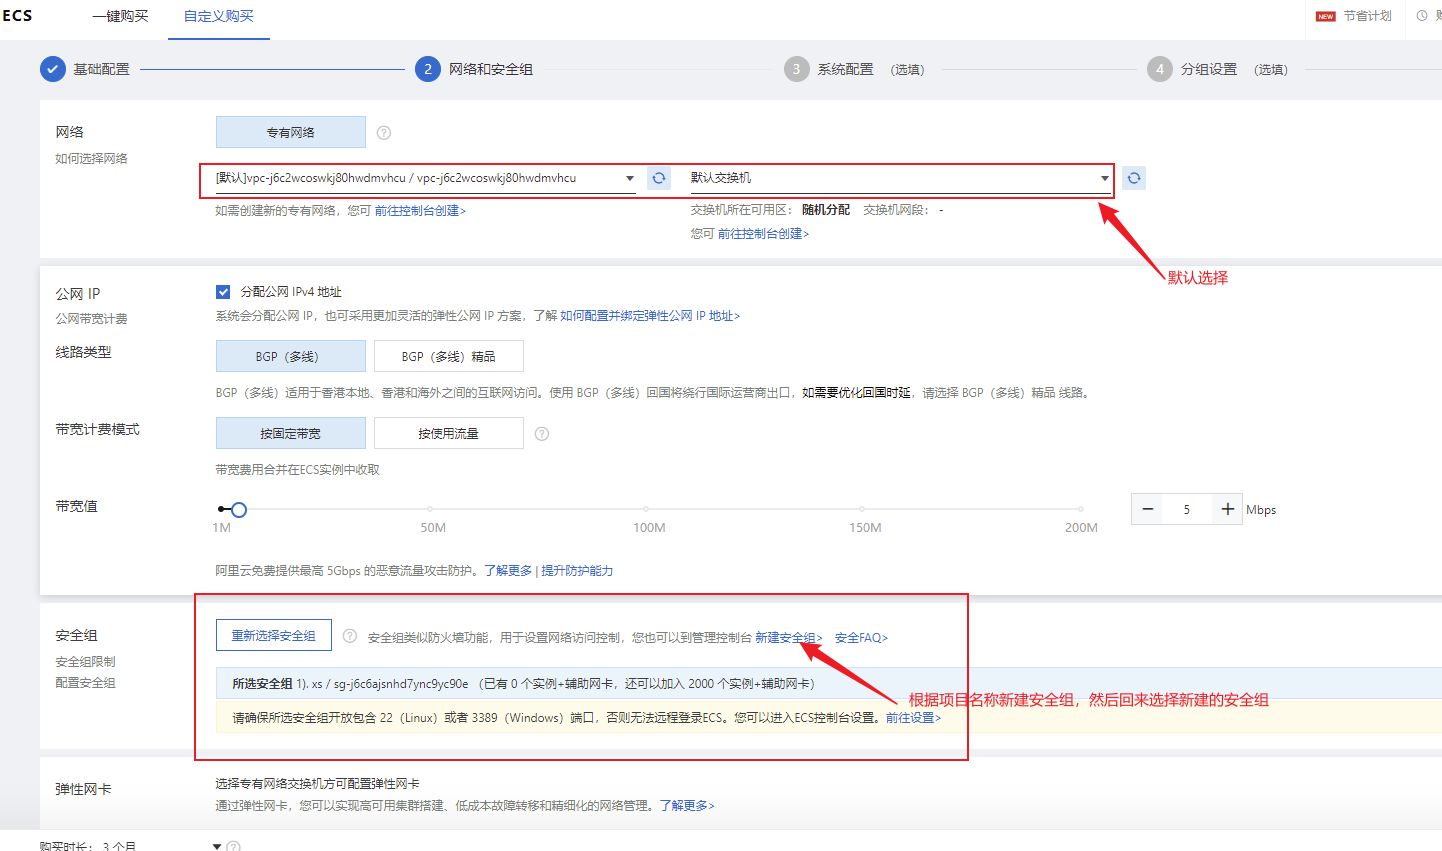 ECS 一键购买 自定义购买 NEW 节省计划
基础配置 2 网络和安全组 3 系统配置 (选填) 4 分组设置 (选填)
网络 专有网络 ?
如何选择网络
[默认]vpc-j6c2wcoswkj80hwdmvhcu / vpc-j6c2wcoswkj80hwdmvhcu 默认交换机
如需创建新的专有网络，您可 前往控制台创建> 交换机所在可用区： 随机分配 交换机网段： -
您可 前往控制台创建>
默认选择
公网 IP 分配公网 IPv4 地址
公网带宽计费 系统会分配公网 IP，也可采用更加灵活的弹性公网 IP 方案，了解 如何配置并绑定弹性公网 IP 地址>
线路类型 BGP（多线） BGP（多线）精品
BGP（多线）适用于香港本地、香港和海外之间的互联网访问。使用 BGP（多线）回国将绕行国际运营商出口，如需要优化回国时延，请选择 BGP（多线）精品 线路。
带宽计费模式 按固定带宽 按使用流量 ?
带宽费用合并在ECS实例中收取
带宽值 − 5 + Mbps
1M 50M 100M 150M 200M
阿里云免费提供最高 5Gbps 的恶意流量攻击防护。了解更多 | 提升防护能力
安全组 重新选择安全组 ? 安全组类似防火墙功能，用于设置网络访问控制，您也可以到管理控制台 新建安全组> 安全FAQ>
安全组限制
配置安全组 所选安全组 1). xs / sg-j6c6ajsnhd7ync9yc90e （已有 0 个实例+辅助网卡，还可以加入 2000 个实例+辅助网卡）
根据项目名称新建安全组，然后回来选择新建的安全组
请确保所选安全组开放包含 22（Linux）或者 3389（Windows）端口，否则无法远程登录ECS。您可以进入ECS控制台设置。前往设置>
弹性网卡 选择专有网络交换机方可配置弹性网卡
通过弹性网卡，您可以实现高可用集群搭建、低成本故障转移和精细化的网络管理。了解更多>
购买时长： 3 个月 ?